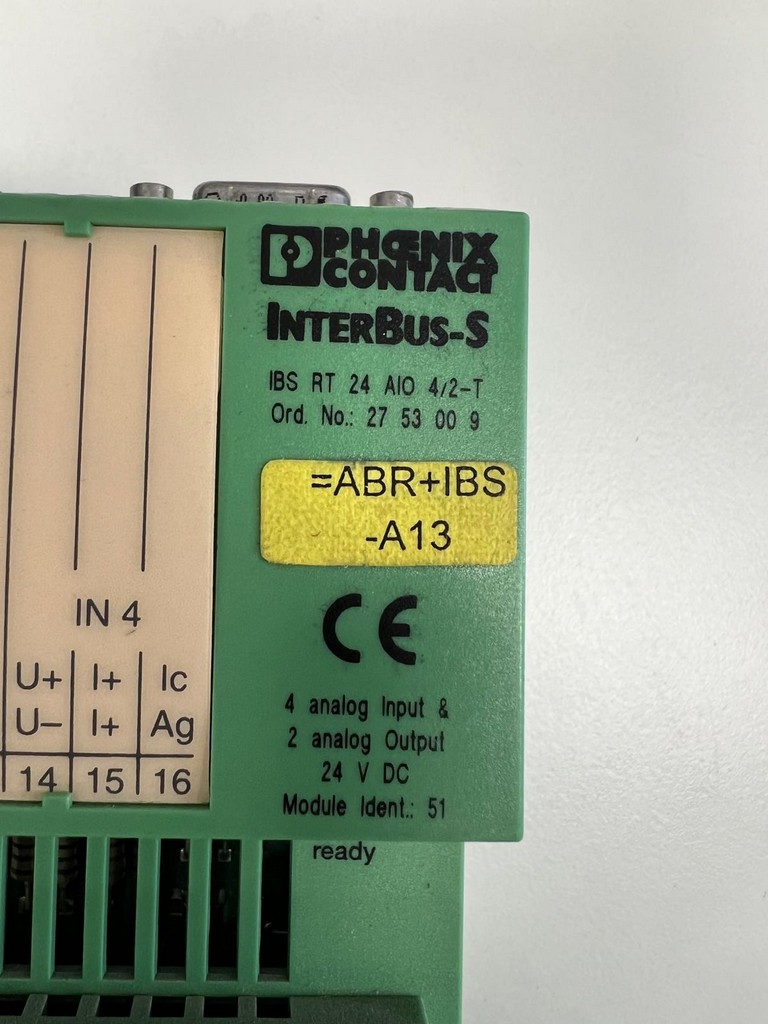 PHŒNIX
CONTACT
INTERBUS-S
IBS RT 24 AIO 4/2-T
Ord. No.: 27 53 00 9
=ABR+IBS
-A13
CE
IN 4
U+ I+ Ic
U− I+ Ag
14 15 16
4 analog Input &
2 analog Output
24 V DC
Module Ident.: 51
ready